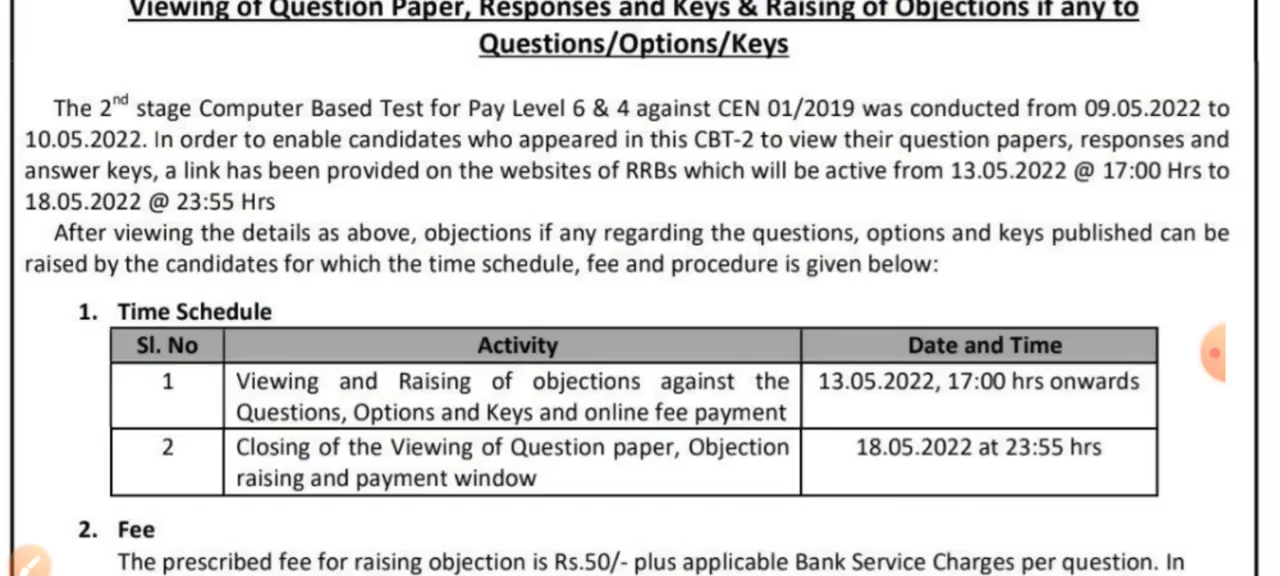 Viewing of Question Paper, Responses and Keys & Raising of Objections if any to
Questions/Options/Keys
The 2nd stage Computer Based Test for Pay Level 6 & 4 against CEN 01/2019 was conducted from 09.05.2022 to
10.05.2022. In order to enable candidates who appeared in this CBT-2 to view their question papers, responses and
answer keys, a link has been provided on the websites of RRBs which will be active from 13.05.2022 @ 17:00 Hrs to
18.05.2022 @ 23:55 Hrs
After viewing the details as above, objections if any regarding the questions, options and keys published can be
raised by the candidates for which the time schedule, fee and procedure is given below:
1. Time Schedule
Sl. No Activity Date and Time
1 Viewing and Raising of objections against the 13.05.2022, 17:00 hrs onwards
Questions, Options and Keys and online fee payment
2 Closing of the Viewing of Question paper, Objection 18.05.2022 at 23:55 hrs
raising and payment window
2. Fee
The prescribed fee for raising objection is Rs.50/- plus applicable Bank Service Charges per question. In